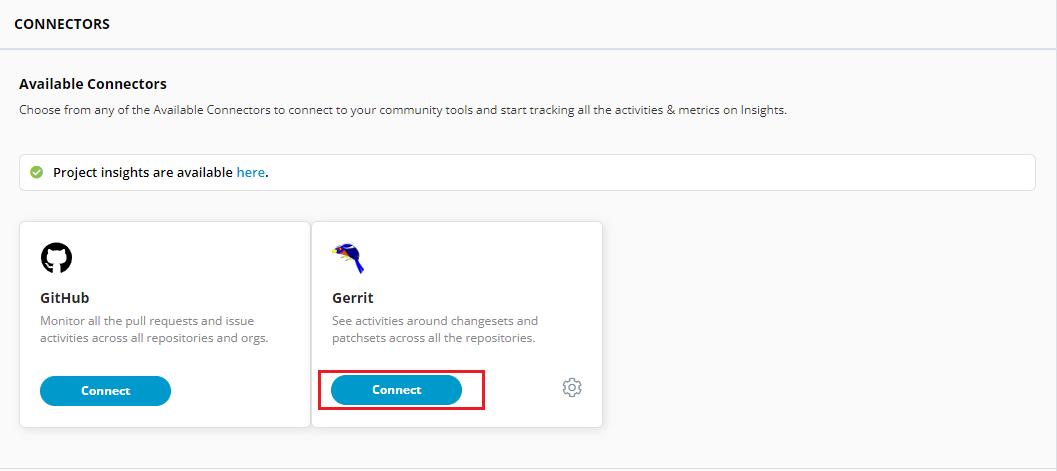 CONNECTORS
Available Connectors
Choose from any of the Available Connectors to connect to your community tools and start tracking all the activities & metrics on Insights.
Project insights are available here.
GitHub
Monitor all the pull requests and issue
activities across all repositories and orgs.
Connect
Gerrit
See activities around changesets and
patchsets across all the repositories.
Connect